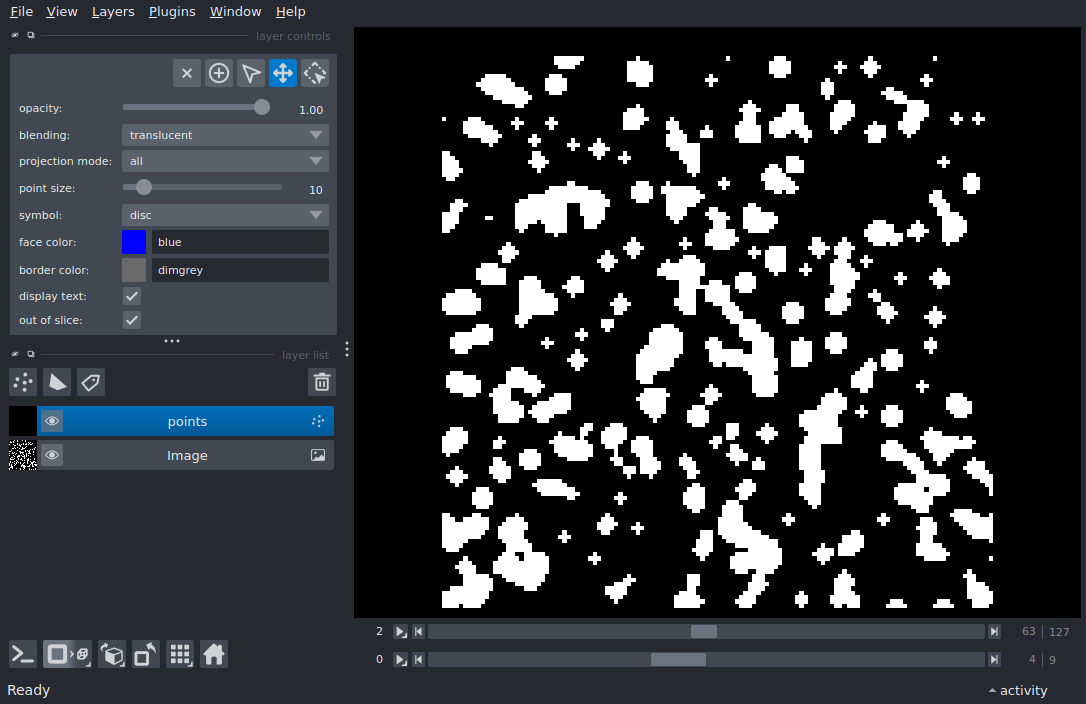 File View Layers Plugins Window Help
layer controls
opacity: 1.00
blending: translucent
projection mode: all
point size: 10
symbol: disc
face color: blue
border color: dimgrey
display text:
out of slice:
layer list
points
Image
2 63 | 127
0 4 | 9
Ready activity